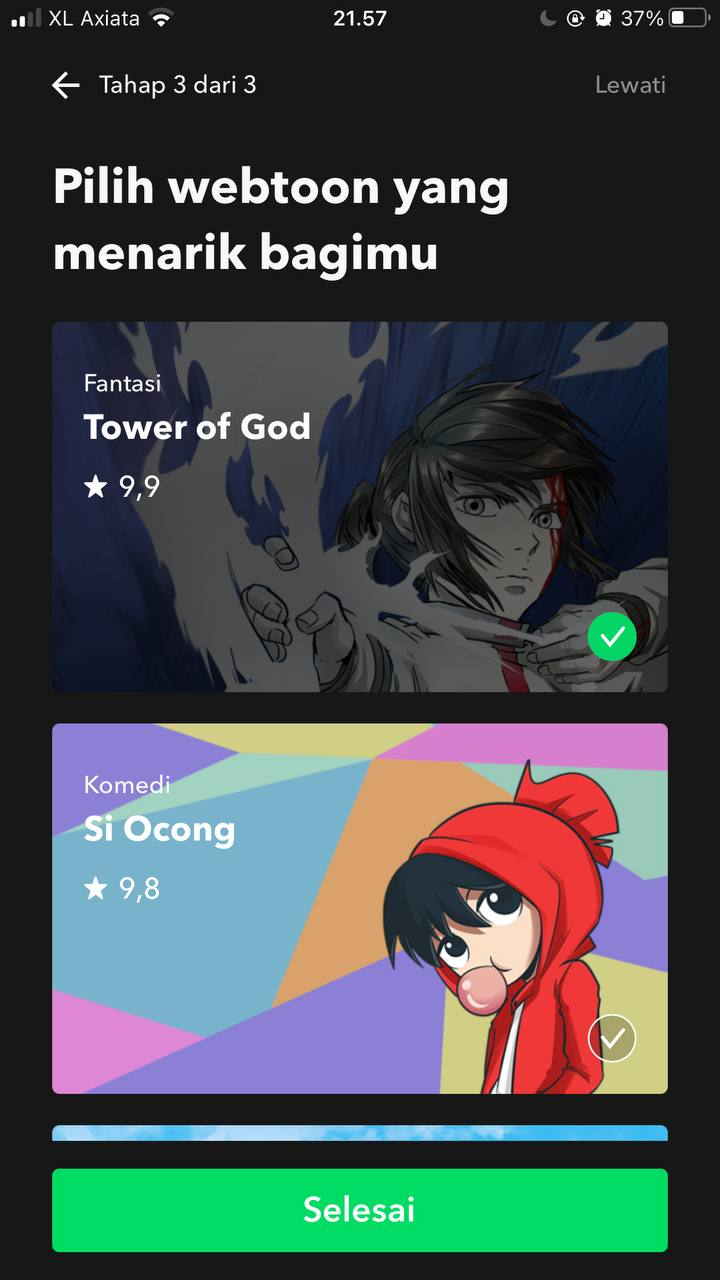 XL Axiata 21.57 37%
Tahap 3 dari 3 Lewati
Pilih webtoon yang
menarik bagimu
Fantasi
Tower of God
★ 9,9
Komedi
Si Ocong
★ 9,8
Selesai